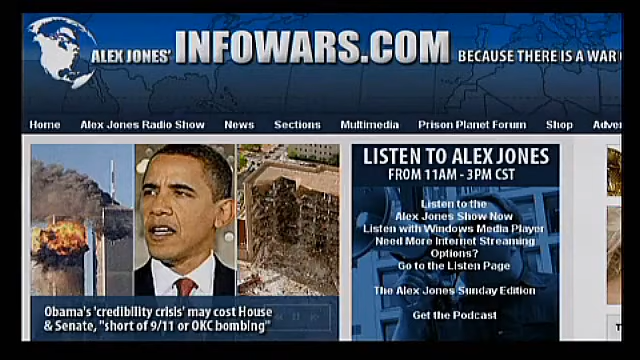 ALEX JONES' INFOWARS.COM BECAUSE THERE IS A WAR
Home Alex Jones Radio Show News Sections Multimedia Prison Planet Forum Shop Adver
LISTEN TO ALEX JONES
FROM 11AM - 3PM CST
Listen to the
Alex Jones Show Now
Listen with Windows Media Player
Need More Internet Streaming
Options?
Go to the Listen Page
The Alex Jones Sunday Edition
Get the Podcast
Obama's 'credibility crisis' may cost House
& Senate, "short of 9/11 or OKC bombing"